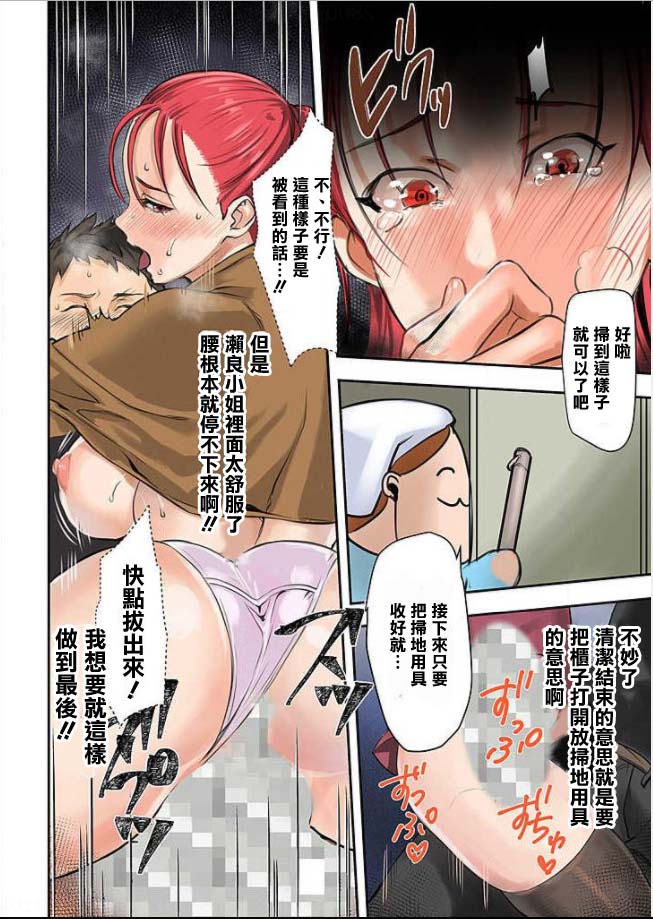 好啦
掃到這樣子
就可以了吧
不、不行！
這種樣子要是
被看到的話…!!
但是
瀨良小姐裡面太舒服了
腰根本就停不下來啊!!
接下來只要
把掃地用具
收好就…
不妙了
清潔結束的意思就是要
把櫃子打開放掃地用具
的意思啊
快點拔出來！
我想要就這樣
做到最後!!
ずっ
ぷっ
ずっ
ぷっ
ずちゅ